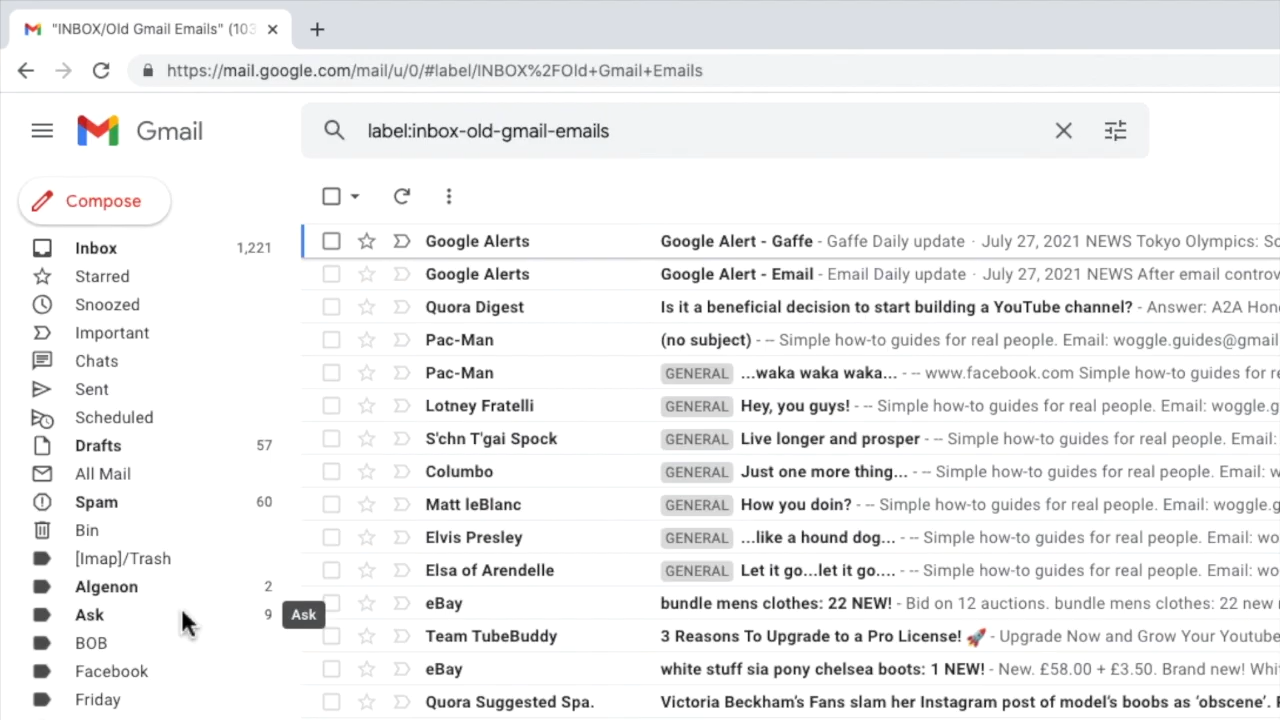 "INBOX/Old Gmail Emails" (103
https://mail.google.com/mail/u/0/#label/INBOX%2FOld+Gmail+Emails
Gmail
label:inbox-old-gmail-emails
Compose
Inbox 1,221
Starred
Snoozed
Important
Chats
Sent
Scheduled
Drafts 57
All Mail
Spam 60
Bin
[Imap]/Trash
Algenon 2
Ask 9
Ask
BOB
Facebook
Friday
Google Alerts Google Alert - Gaffe - Gaffe Daily update · July 27, 2021 NEWS Tokyo Olympics:
Google Alerts Google Alert - Email - Email Daily update · July 27, 2021 NEWS After email
Quora Digest Is it a beneficial decision to start building a YouTube channel? - Answer: A2A
Pac-Man (no subject) - -- Simple how-to guides for real people. Email: woggle.guides@gmail
Pac-Man GENERAL ...waka waka waka... - -- www.facebook.com Simple how-to guides for
Lotney Fratelli GENERAL Hey, you guys! - -- Simple how-to guides for real people. Email: woggle.g
S'chn T'gai Spock GENERAL Live longer and prosper - -- Simple how-to guides for real people. Email:
Columbo GENERAL Just one more thing... - -- Simple how-to guides for real people. Email: w
Matt leBlanc GENERAL How you doin? - -- Simple how-to guides for real people. Email: woggle.g
Elvis Presley GENERAL ...like a hound dog... - -- Simple how-to guides for real people. Email: wo
Elsa of Arendelle GENERAL Let it go...let it go.... - -- Simple how-to guides for real people. Email: wo
eBay bundle mens clothes: 22 NEW! - Bid on 12 auctions. bundle mens clothes: 22 new
Team TubeBuddy 3 Reasons To Upgrade to a Pro License! 🚀 - Upgrade Now and Grow Your Youtube
eBay white stuff sia pony chelsea boots: 1 NEW! - New. £58.00 + £3.50. Brand new! Whi
Quora Suggested Spa. Victoria Beckham's Fans slam her Instagram post of model's boobs as 'obscene'.